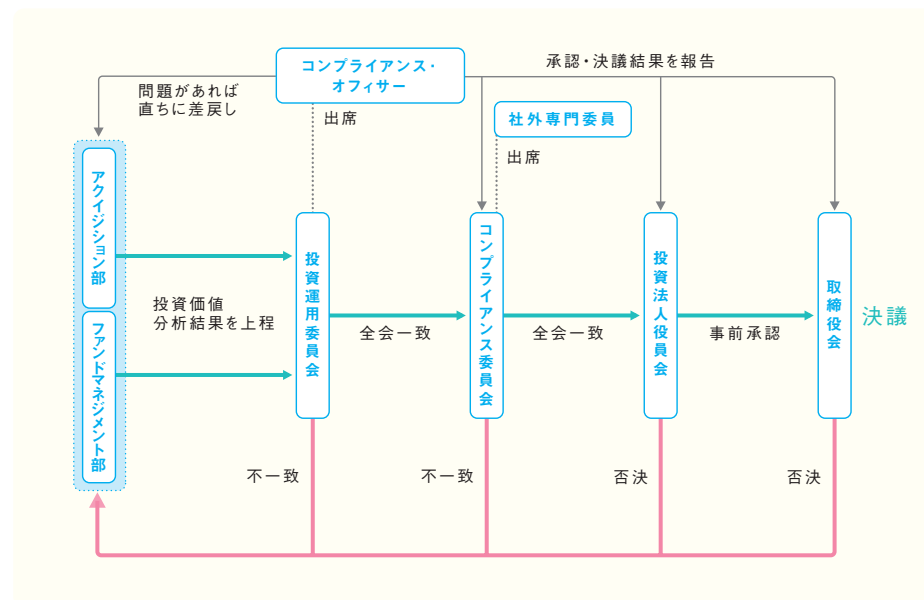 コンプライアンス・
オフィサー
承認・決議結果を報告
問題があれば
直ちに差戻し
出席
社外専門委員
出席
アクイジション部
ファンドマネジメント部
投資価値
分析結果を上程
投資運用委員会
全会一致
コンプライアンス委員会
全会一致
投資法人役員会
事前承認
取締役会
決議
不一致
不一致
否決
否決